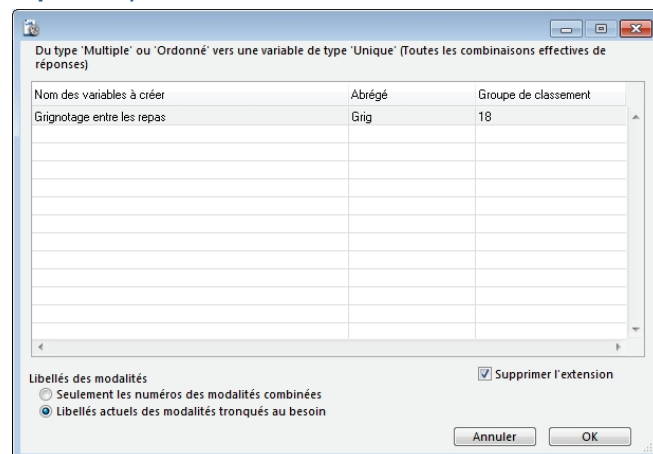 Du type 'Multiple' ou 'Ordonné' vers une variable de type 'Unique' (Toutes les combinaisons effectives de
réponses)
Nom des variables à créer Abrégé Groupe de classement
Grignotage entre les repas Grig 18
Libellés des modalités
Supprimer l'extension
Seulement les numéros des modalités combinées
Libellés actuels des modalités tronqués au besoin
Annuler OK